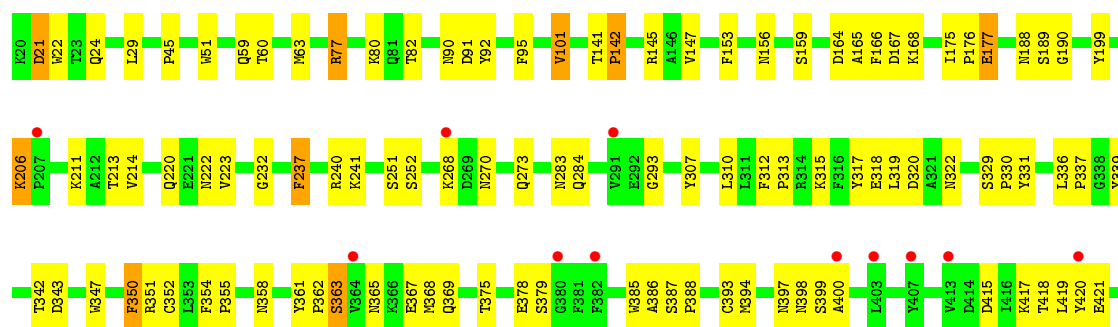 K20 D21 W22 T23 Q24 L29 P45 W51 Q59 T60 M63 R77 K80 Q81 T82 N90 D91 Y92 F95 V101 T141 P142 R145 A146 V147 F153 N156 S159 D164 A165 F166 D167 K168 I175 P176 E177 N188 S189 G190 Y199
K206 P207 K211 A212 T213 V214 Q220 E221 N222 V223 G232 F237 R240 K241 S251 S252 K268 D269 N270 Q273 N283 Q284 V291 E292 G293 Y307 L310 L311 F312 P313 R314 K315 F316 Y317 E318 L319 D320 A321 N322 S329 P330 Y331 L336 P337 G338 Y339
T342 D343 W347 F350 R351 C352 L353 F354 P355 N358 Y361 P362 S363 V364 N365 K366 E367 M368 Q369 T375 E378 S379 G380 F381 F382 W385 A386 S387 P388 C393 M394 N397 N398 S399 A400 L403 Y407 V413 D414 D415 I416 K417 T418 L419 Y420 E421